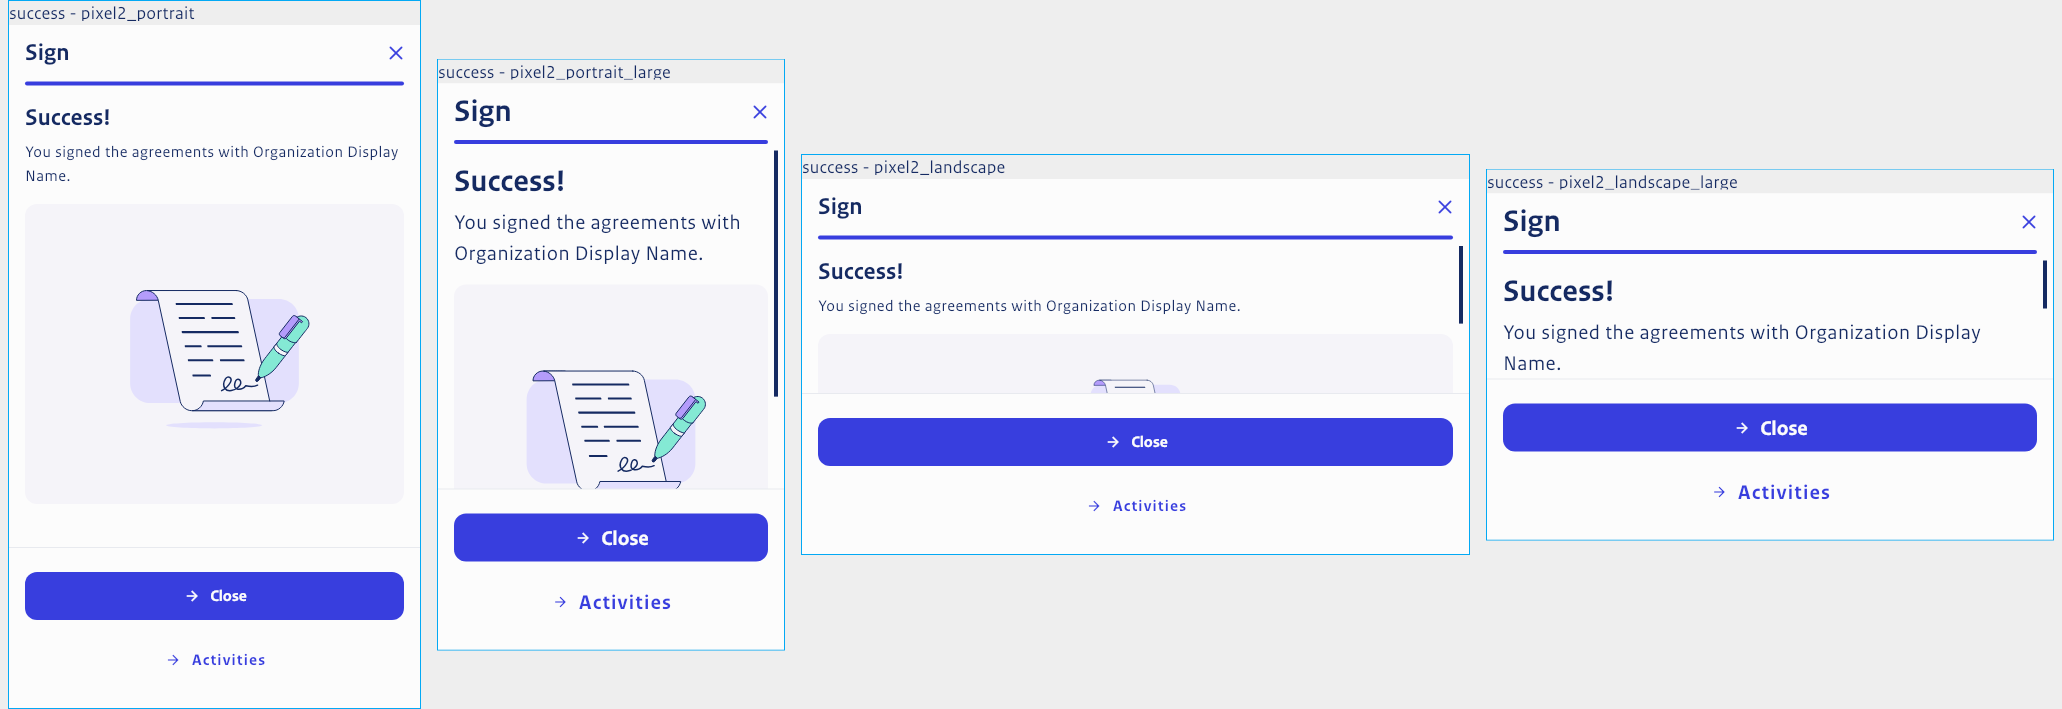 success - pixel2_portrait
Sign
Success!
You signed the agreements with Organization Display
Name.
Close
Activities
success - pixel2_portrait_large
Sign
Success!
You signed the agreements with
Organization Display Name.
Close
Activities
success - pixel2_landscape
Sign
Success!
You signed the agreements with Organization Display Name.
Close
Activities
success - pixel2_landscape_large
Sign
Success!
You signed the agreements with Organization Display
Name.
Close
Activities